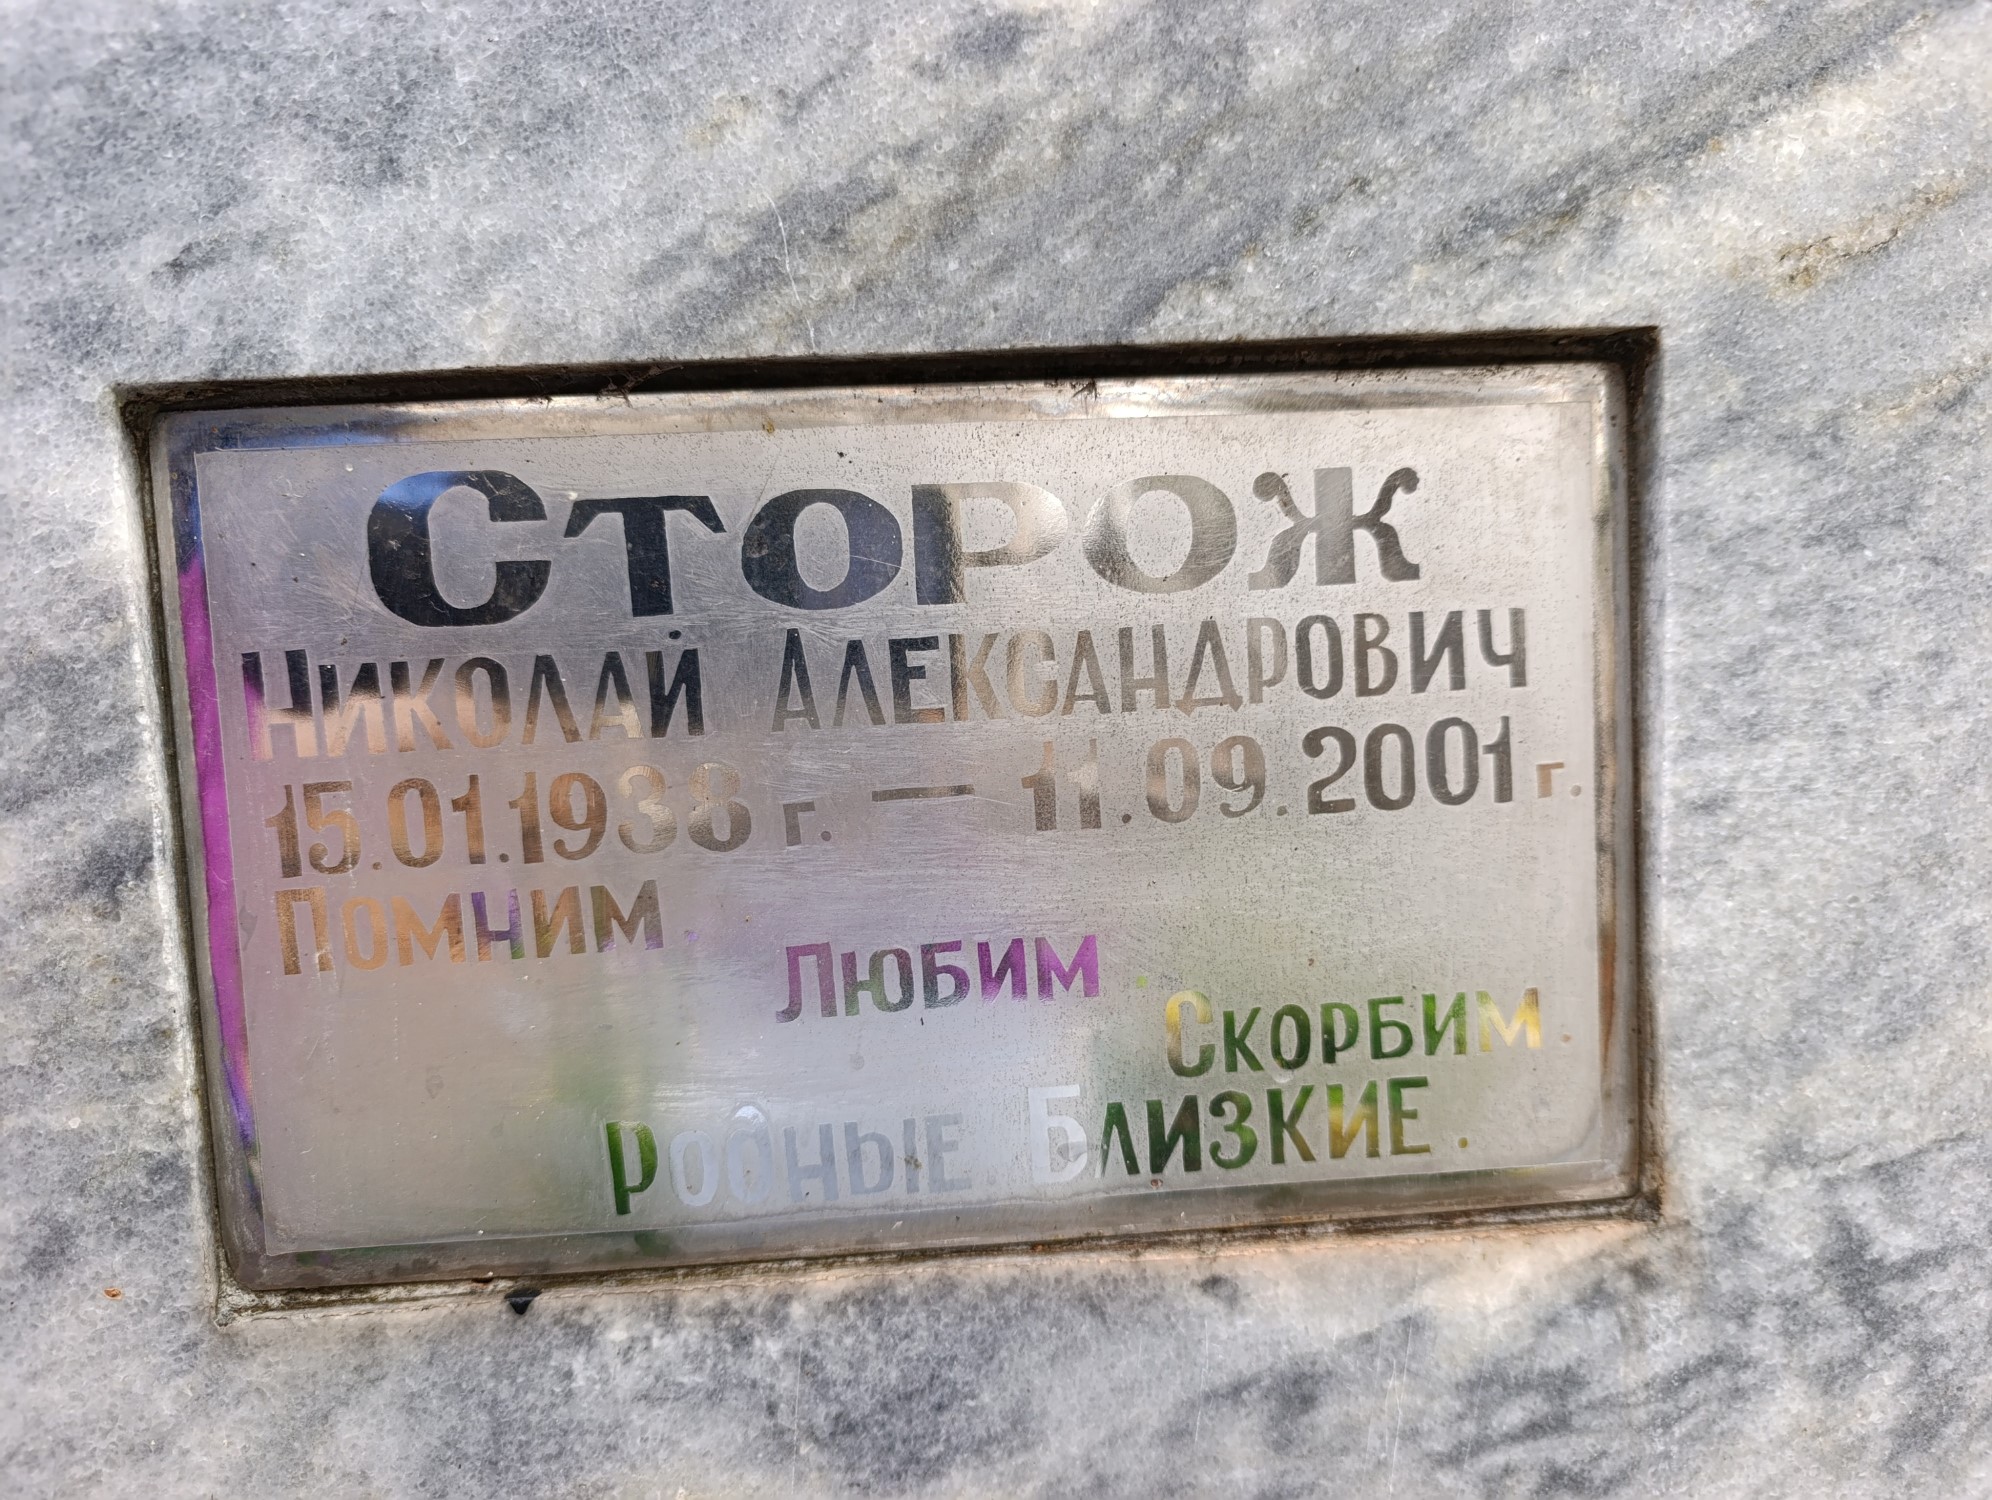 СТОРОЖ
НИКОЛАЙ АЛЕКСАНДРОВИЧ
15.01.1938 г. — 11.09.2001 г.
ПОМНИМ.
ЛЮБИМ.
СКОРБИМ.
РОДНЫЕ. БЛИЗКИЕ.